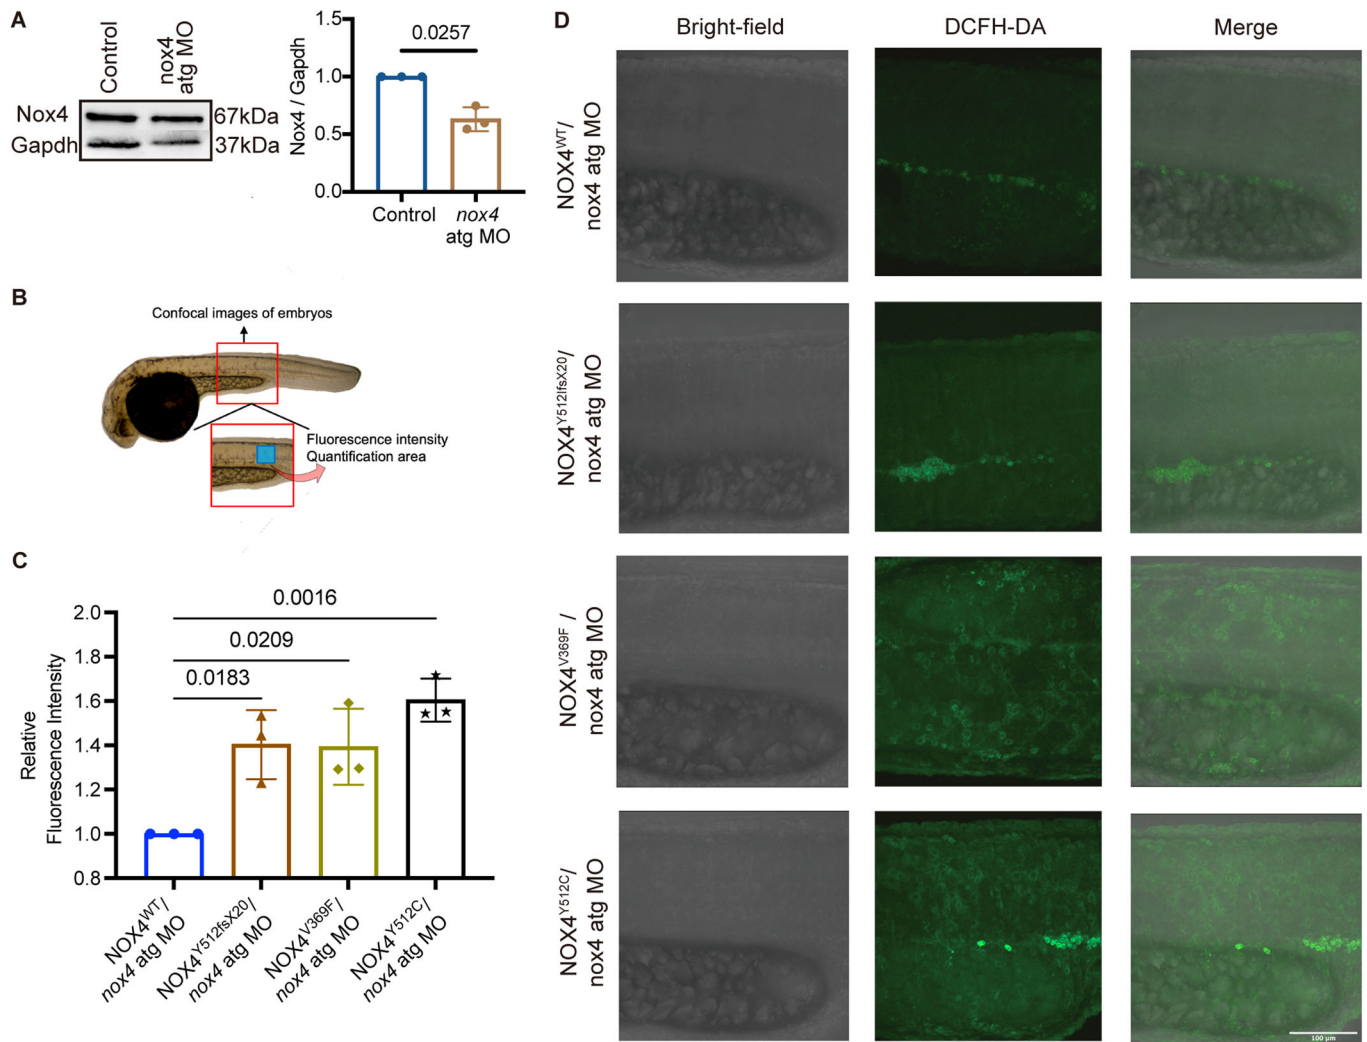 A
Control
nox4
atg MO
Nox4
67kDa
Gapdh
37kDa
Nox4 / Gapdh
1.5
1.0
0.5
0.0
0.0257
Control
nox4
atg MO
B
Confocal images of embryos
Fluorescence intensity
Quantification area
C
Relative
Fluorescence Intensity
2.0
1.8
1.6
1.4
1.2
1.0
0.8
0.0016
0.0209
0.0183
NOX4WT/
nox4 atg MO
NOX4Y512IfsX20/
nox4 atg MO
NOX4V369F/
nox4 atg MO
NOX4Y512C/
nox4 atg MO
D
Bright-field
DCFH-DA
Merge
NOX4WT/
nox4 atg MO
NOX4Y512IfsX20/
nox4 atg MO
NOX4V369F /
nox4 atg MO
NOX4Y512C/
nox4 atg MO
100 μm